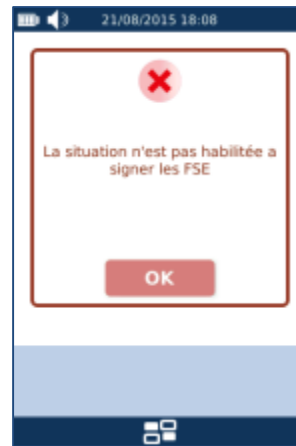 21/08/2015 18:08
La situation n'est pas habilitée a
signer les FSE
OK